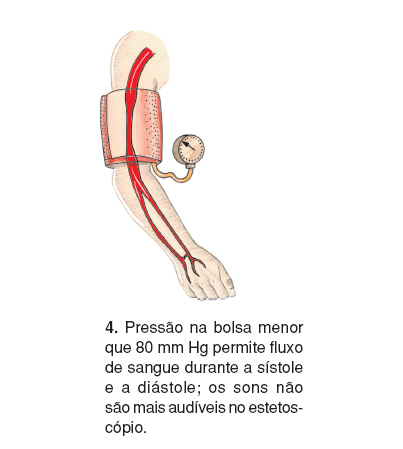 4. Pressão na bolsa menor
que 80 mm Hg permite fluxo
de sangue durante a sístole
e a diástole; os sons não
são mais audíveis no estetos-
cópio.